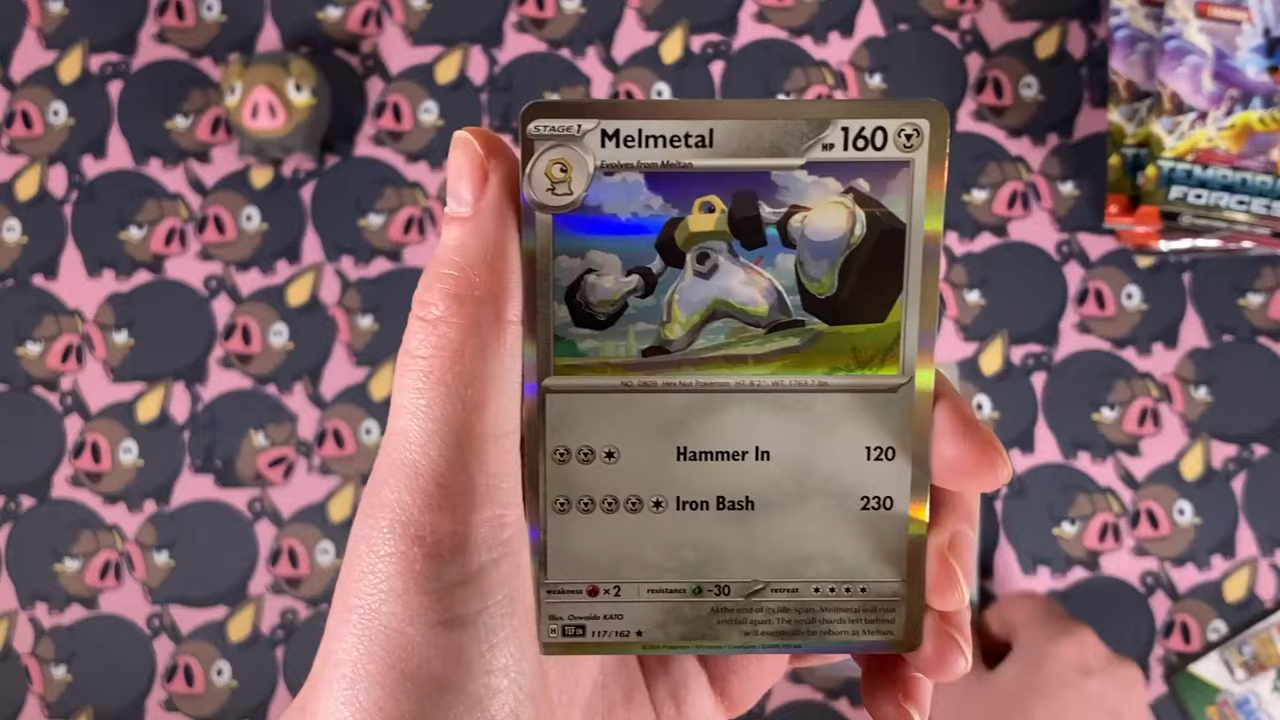 STAGE 1
Melmetal
HP 160
Evolves from Meltan
NO. 0809 Hex Nut Pokémon HT: 8'2" WT: 1763.7 lbs.
Hammer In 120
Iron Bash 230
weakness ×2 resistance -30 retreat
Illus. Oswaldo KATO
H TEF EN 117/162
At the end of its life-span, Melmetal will rust
and fall apart. The small shards left behind
will eventually be reborn as Meltan.
TEMPORAL
FORCES